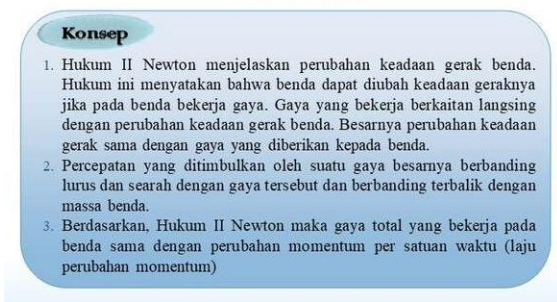 Konsep
1. Hukum II Newton menjelaskan perubahan keadaan gerak benda.
Hukum ini menyatakan bahwa benda dapat diubah keadaan geraknya
jika pada benda bekerja gaya. Gaya yang bekerja berkaitan langsing
dengan perubahan keadaan gerak benda. Besarnya perubahan keadaan
gerak sama dengan gaya yang diberikan kepada benda.
2. Percepatan yang ditimbulkan oleh suatu gaya besarnya berbanding
lurus dan searah dengan gaya tersebut dan berbanding terbalik dengan
massa benda.
3. Berdasarkan, Hukum II Newton maka gaya total yang bekerja pada
benda sama dengan perubahan momentum per satuan waktu (laju
perubahan momentum)